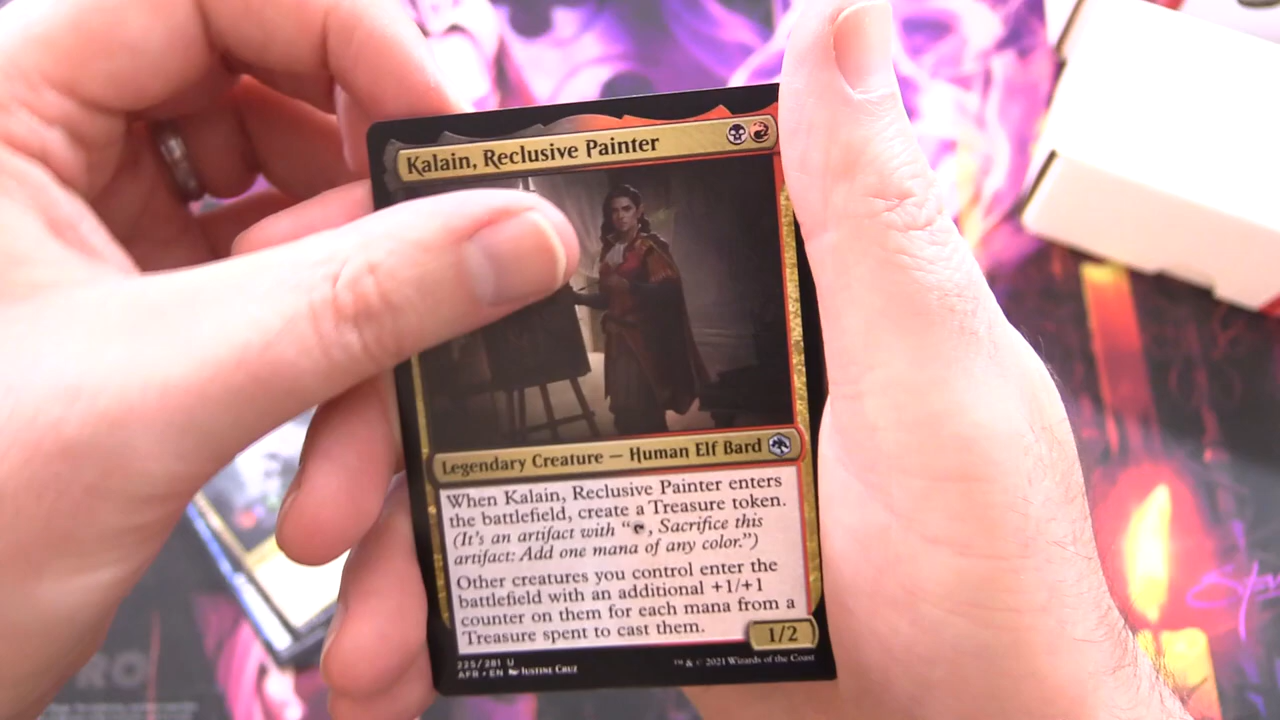 Kalain, Reclusive Painter
Legendary Creature — Human Elf Bard
When Kalain, Reclusive Painter enters
the battlefield, create a Treasure token.
(It's an artifact with “, Sacrifice this
artifact: Add one mana of any color.”)
Other creatures you control enter the
battlefield with an additional +1/+1
counter on them for each mana from a
Treasure spent to cast them.
1/2
225/281 U
AFR • EN Justine Cruz
™ & © 2021 Wizards of the Coast
RO